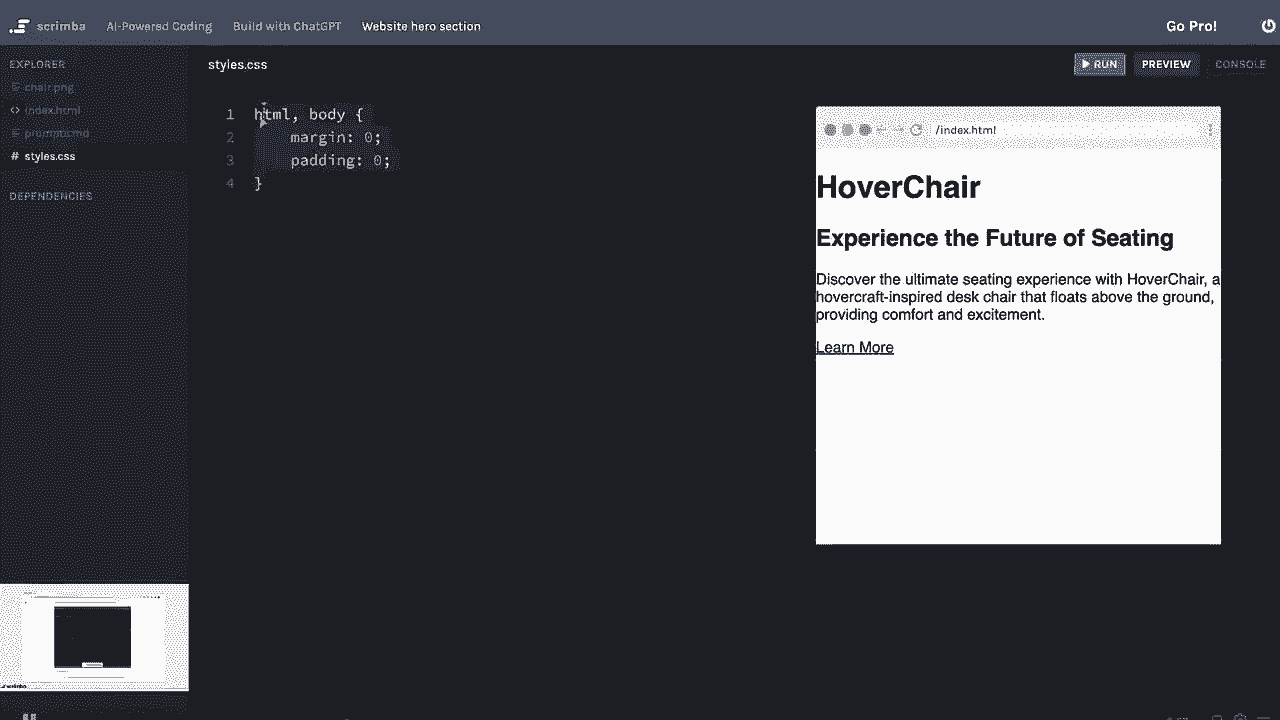 scrimba AI-Powered Coding Build with ChatGPT Website hero section Go Pro!
EXPLORER
chair.png
index.html
prompts.md
# styles.css
DEPENDENCIES
styles.css
RUN PREVIEW CONSOLE
1 html, body {
2 margin: 0;
3 padding: 0;
4 }
/index.html
HoverChair
Experience the Future of Seating
Discover the ultimate seating experience with HoverChair, a
hovercraft-inspired desk chair that floats above the ground,
providing comfort and excitement.
Learn More